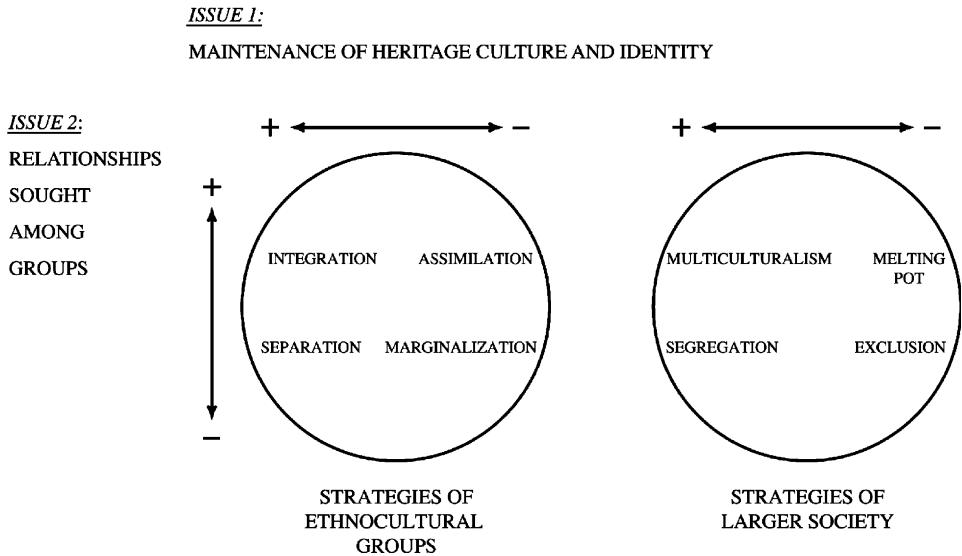 ISSUE 1:
MAINTENANCE OF HERITAGE CULTURE AND IDENTITY
ISSUE 2:
RELATIONSHIPS
SOUGHT
AMONG
GROUPS
+ −
+ −
+
−
INTEGRATION ASSIMILATION
SEPARATION MARGINALIZATION
MULTICULTURALISM MELTING
POT
SEGREGATION EXCLUSION
STRATEGIES OF
ETHNOCULTURAL
GROUPS
STRATEGIES OF
LARGER SOCIETY